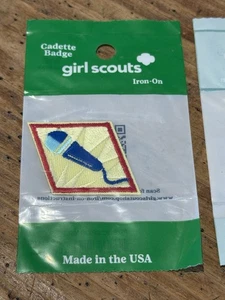 Cadette
Badge
girl scouts
Iron-On
Made in the USA